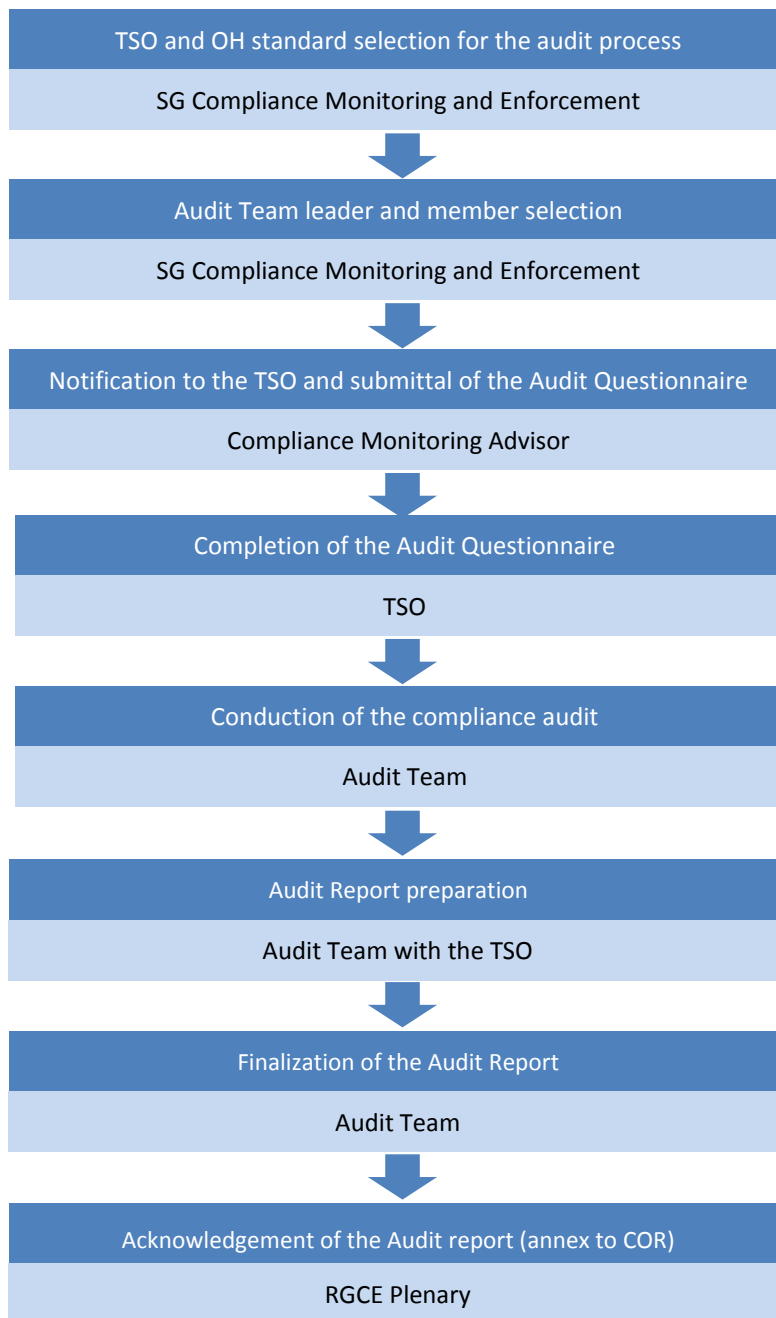 TSO and OH standard selection for the audit process
SG Compliance Monitoring and Enforcement
Audit Team leader and member selection
SG Compliance Monitoring and Enforcement
Notification to the TSO and submittal of the Audit Questionnaire
Compliance Monitoring Advisor
Completion of the Audit Questionnaire
TSO
Conduction of the compliance audit
Audit Team
Audit Report preparation
Audit Team with the TSO
Finalization of the Audit Report
Audit Team
Acknowledgement of the Audit report (annex to COR)
RGCE Plenary